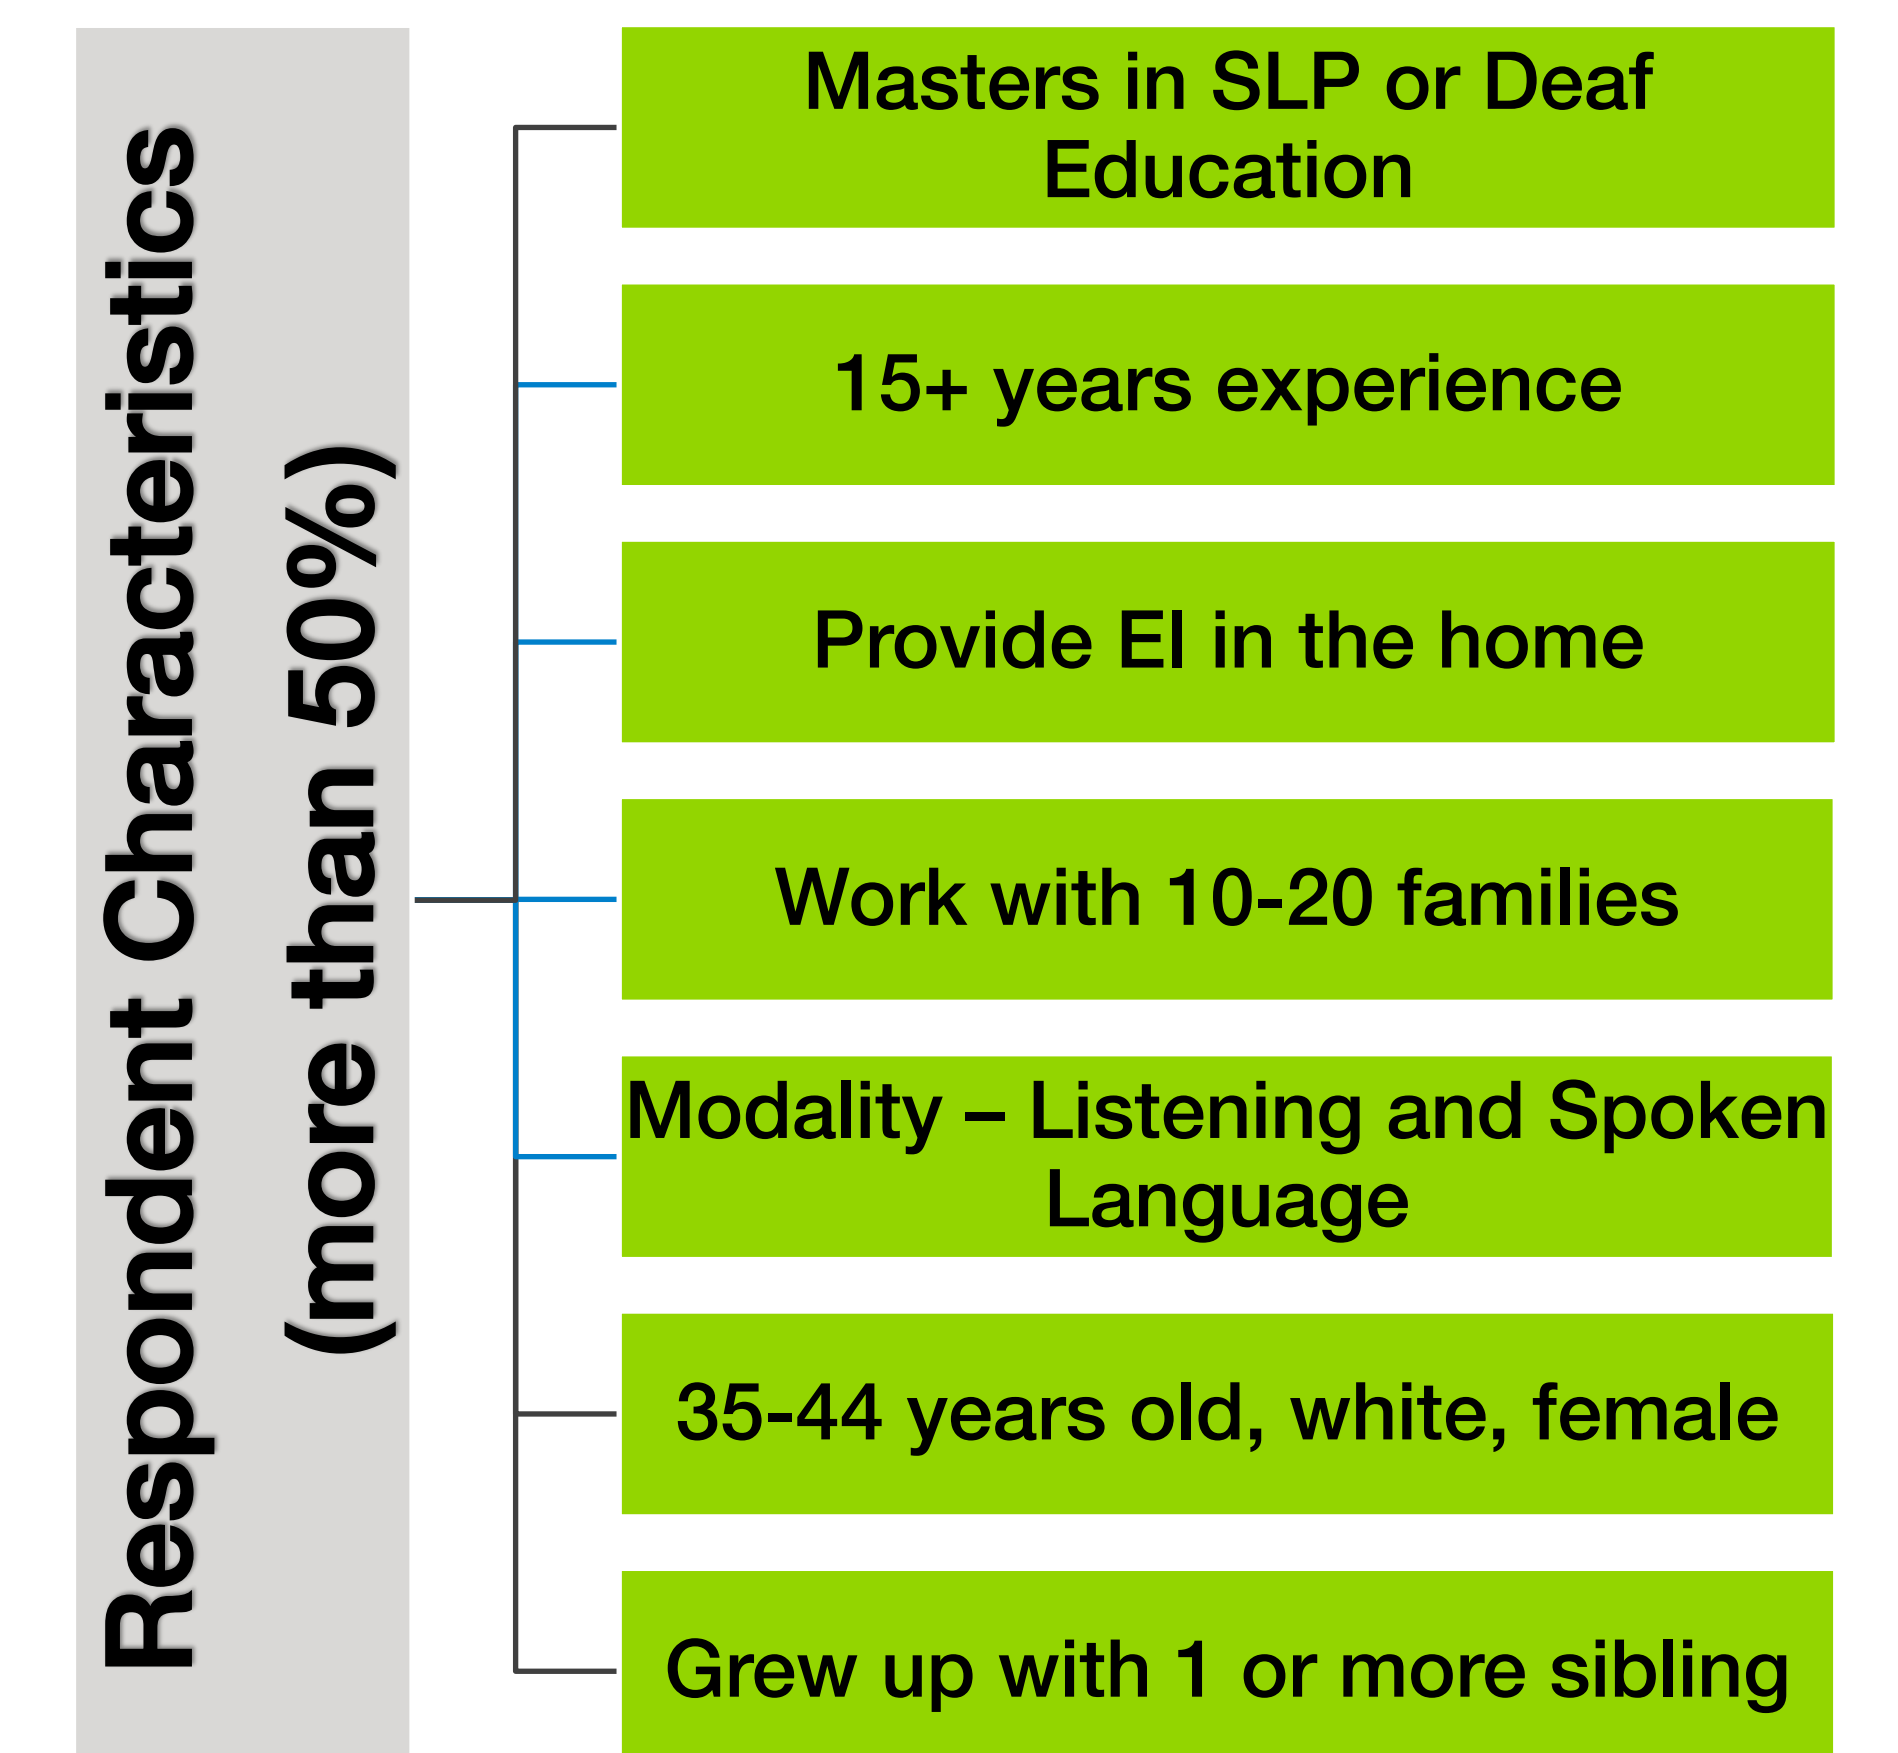 Respondent Characteristics
(more than 50%)
Masters in SLP or Deaf
Education
15+ years experience
Provide EI in the home
Work with 10-20 families
Modality – Listening and Spoken
Language
35-44 years old, white, female
Grew up with 1 or more sibling